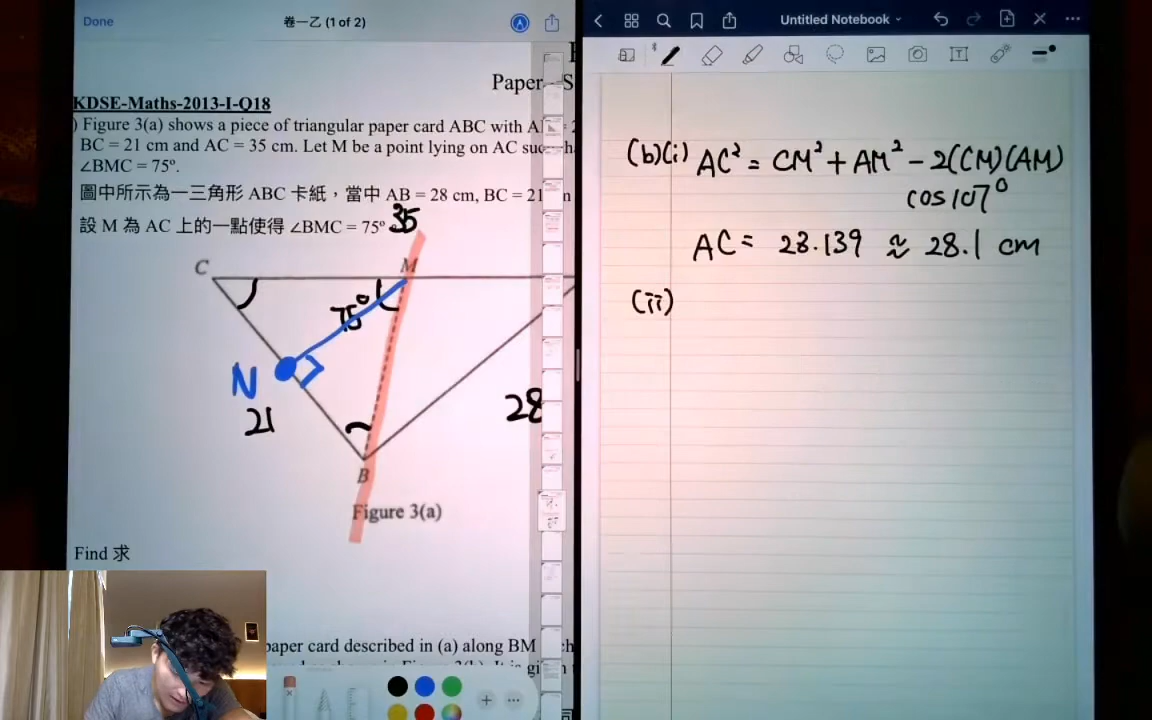 Done
卷一乙 (1 of 2)
Untitled Notebook
Paper
KDSE-Maths-2013-I-Q18
) Figure 3(a) shows a piece of triangular paper card ABC with
BC = 21 cm and AC = 35 cm. Let M be a point lying on AC
∠BMC = 75°.
圖中所示為一三角形 ABC 卡紙，當中 AB = 28 cm, BC = 21
設 M 為 AC 上的一點使得 ∠BMC = 75°
35
C
M
75°
N
21
28
B
Figure 3(a)
Find 求
paper card described in (a) along BM
(b)(i) AC² = CM² + AM² - 2(CM)(AM)
cos 107°
AC = 28.139 ≈ 28.1 cm
(ii)